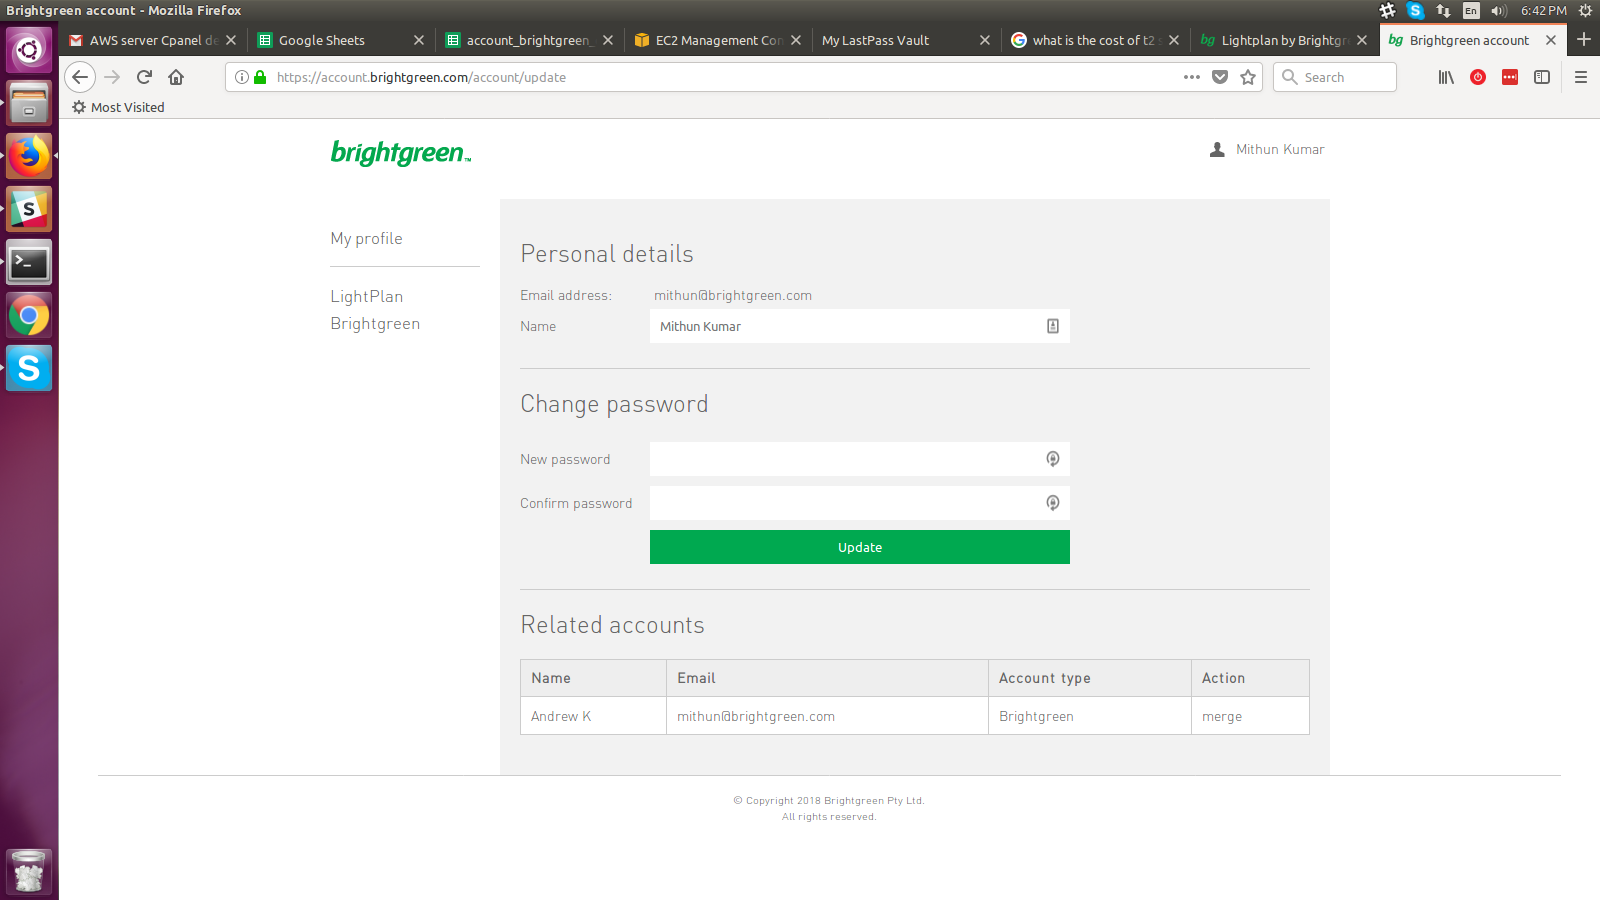 Brightgreen account - Mozilla Firefox
En
6:42 PM
AWS server Cpanel de
Google Sheets
account_brightgreen_
EC2 Management Con
My LastPass Vault
what is the cost of t2 s
Lightplan by Brightgr
Brightgreen account
https://account.brightgreen.com/account/update
Search
Most Visited
brightgreen™
Mithun Kumar
My profile
LightPlan
Brightgreen
Personal details
Email address: mithun@brightgreen.com
Name Mithun Kumar
Change password
New password
Confirm password
Update
Related accounts
Name Email Account type Action
Andrew K mithun@brightgreen.com Brightgreen merge
© Copyright 2018 Brightgreen Pty Ltd.
All rights reserved.